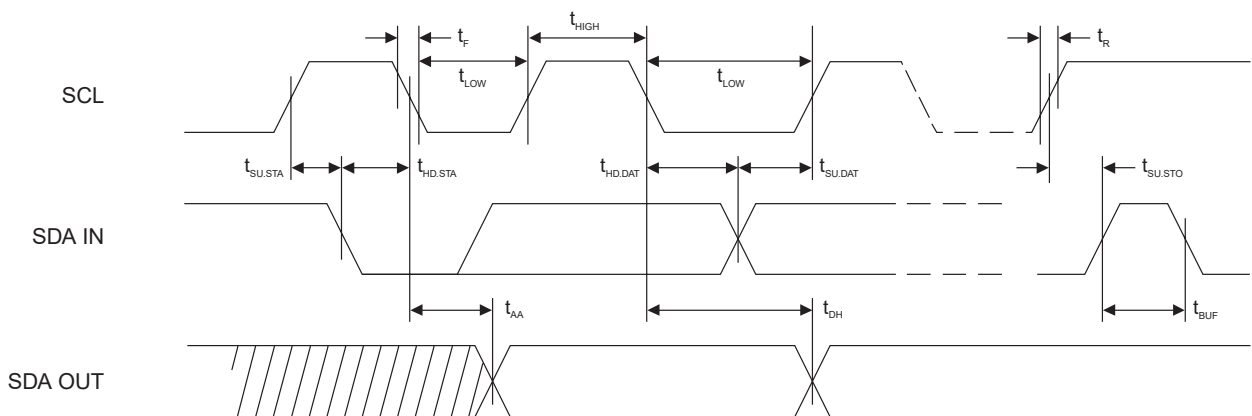 tHIGH
tF
tR
tLOW
tLOW
SCL
tSU.STA
tHD.STA
tHD.DAT
tSU.DAT
tSU.STO
SDA IN
tAA
tDH
tBUF
SDA OUT